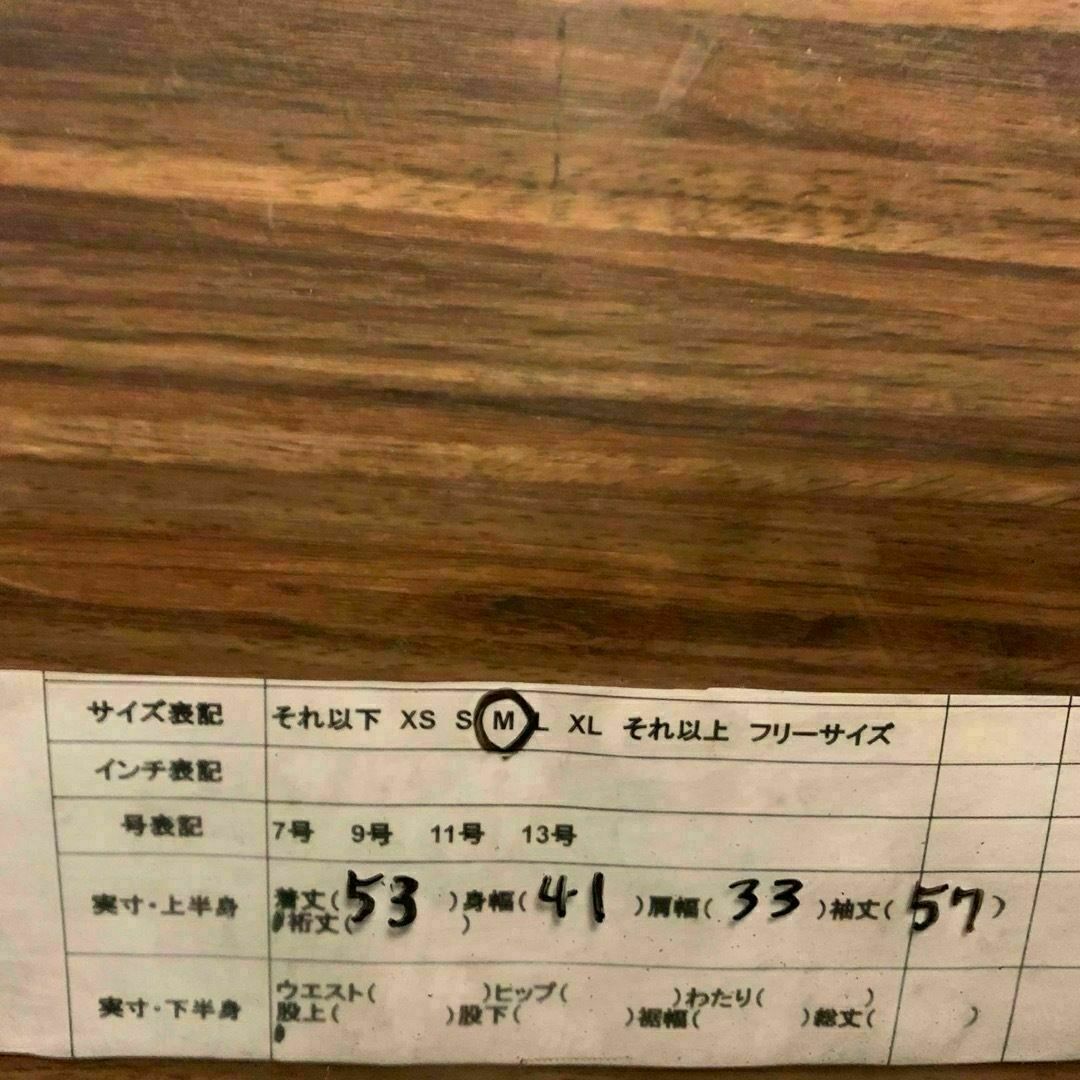 サイズ表記 それ以下 XS S M L XL それ以上 フリーサイズ
インチ表記
号表記 7号 9号 11号 13号
実寸・上半身 着丈(53 )身幅(41 )肩幅( 33 )袖丈(57 )
裄丈( )
実寸・下半身 ウエスト( )ヒップ( )わたり( )
股上( )股下( )裾幅( )総丈( )